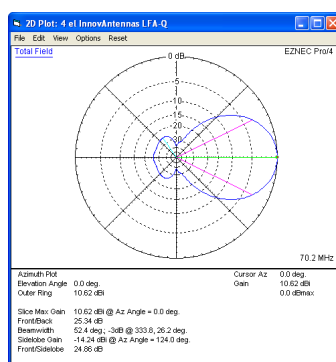 2D Plot: 4 el InnovAntennas LFA-Q
File Edit View Options Reset
Total Field
EZNEC Pro/4
0 dB
-5
-10
-15
-20
-30
70.2 MHz
Azimuth Plot
Elevation Angle 0.0 deg.
Outer Ring 10.62 dBi
Cursor Az 0.0 deg.
Gain 10.62 dBi
0.0 dBmax
Slice Max Gain 10.62 dBi @ Az Angle = 0.0 deg.
Front/Back 25.34 dB
Beamwidth 52.4 deg.; -3dB @ 333.8, 26.2 deg.
Sidelobe Gain -14.24 dBi @ Az Angle = 124.0 deg.
Front/Sidelobe 24.86 dB